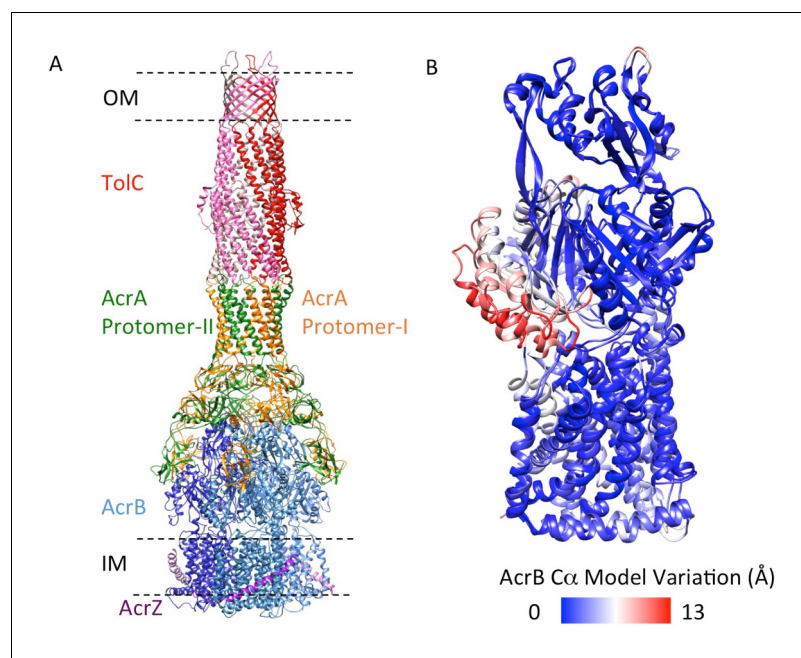 A
OM
TolC
AcrA
Protomer-II
AcrA
Protomer-I
AcrB
IM
AcrZ
B
AcrB Cα Model Variation (Å)
0
13